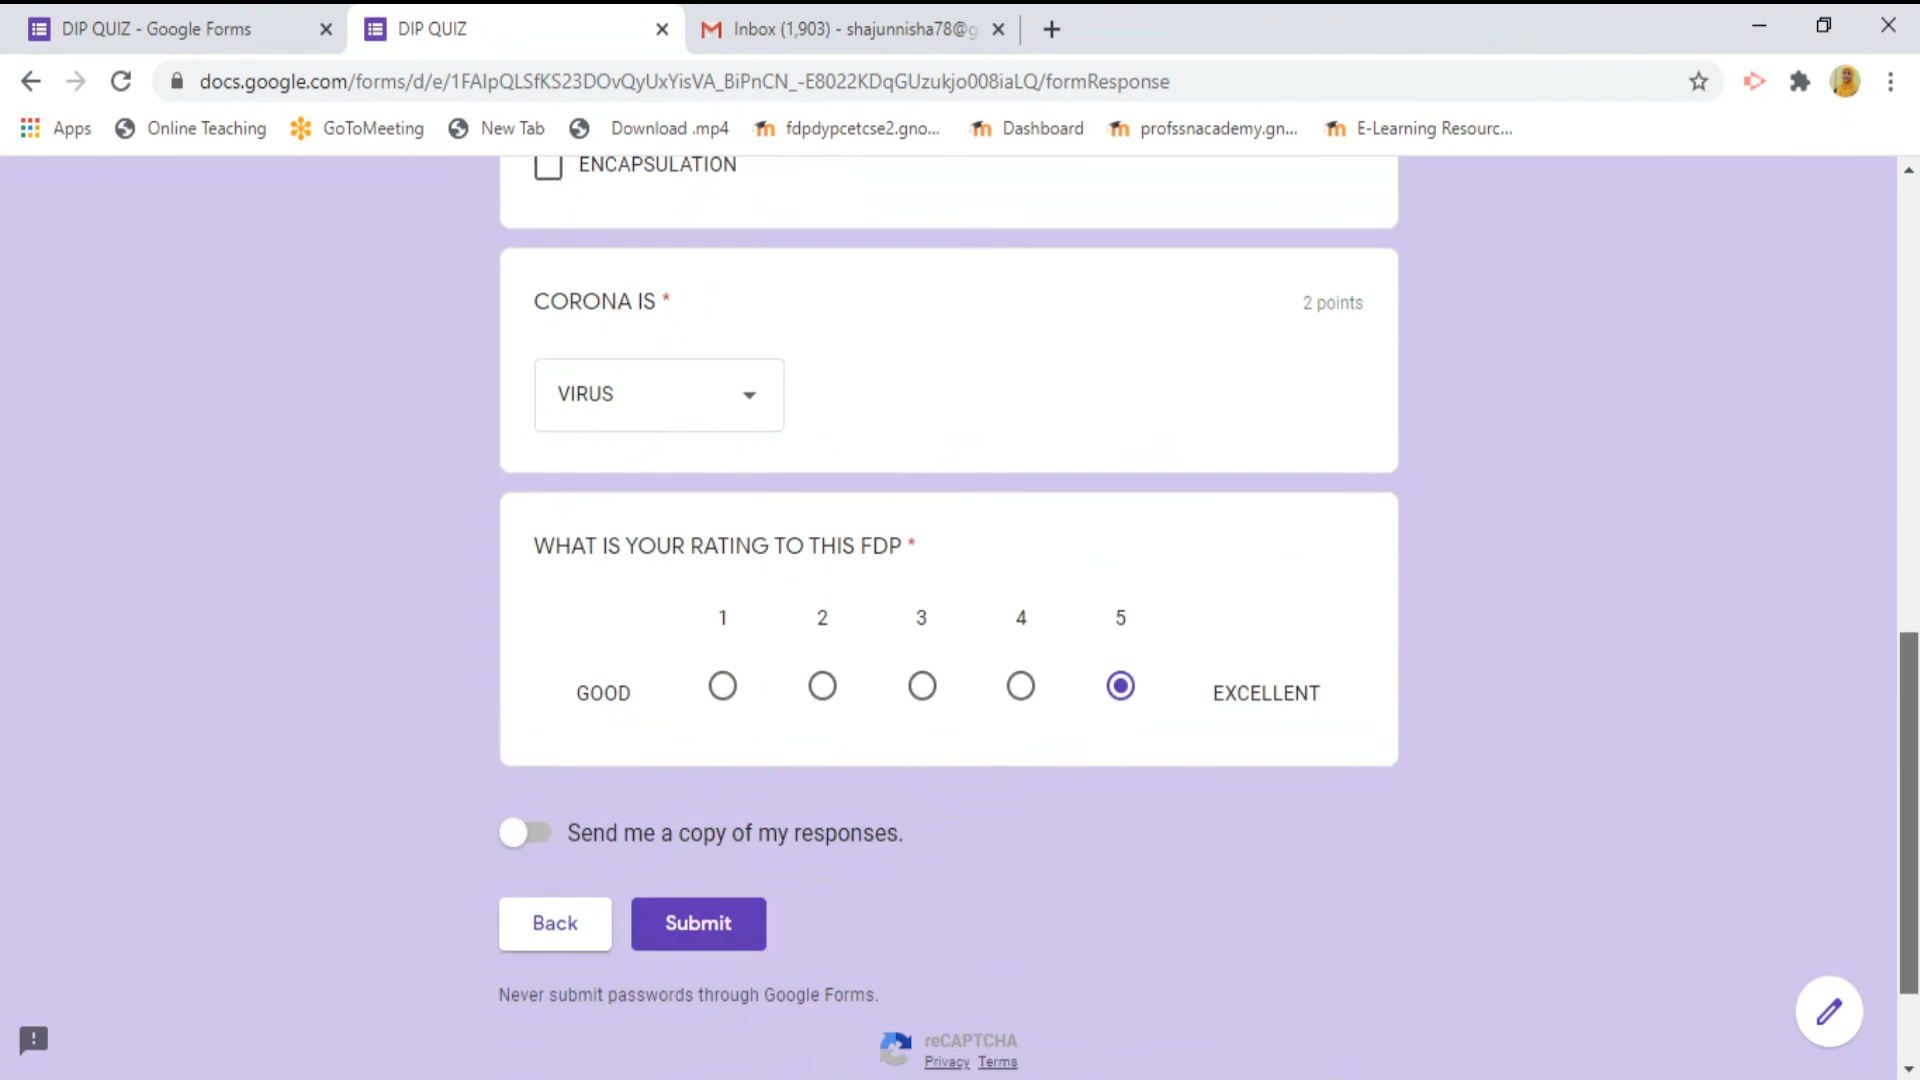 DIP QUIZ - Google Forms
DIP QUIZ
Inbox (1,903) - shajunnisha78@g
docs.google.com/forms/d/e/1FAIpQLSfKS23DOvQyUxYisVA_BiPnCN_-E8022KDqGUzukjo008iaLQ/formResponse
Apps
Online Teaching
GoToMeeting
New Tab
Download .mp4
fdpdypcetcse2.gno...
Dashboard
profssnacademy.gn...
E-Learning Resourc...
ENCAPSULATION
CORONA IS *
2 points
VIRUS
WHAT IS YOUR RATING TO THIS FDP *
1 2 3 4 5
GOOD
EXCELLENT
Send me a copy of my responses.
Back
Submit
Never submit passwords through Google Forms.
reCAPTCHA
Privacy Terms